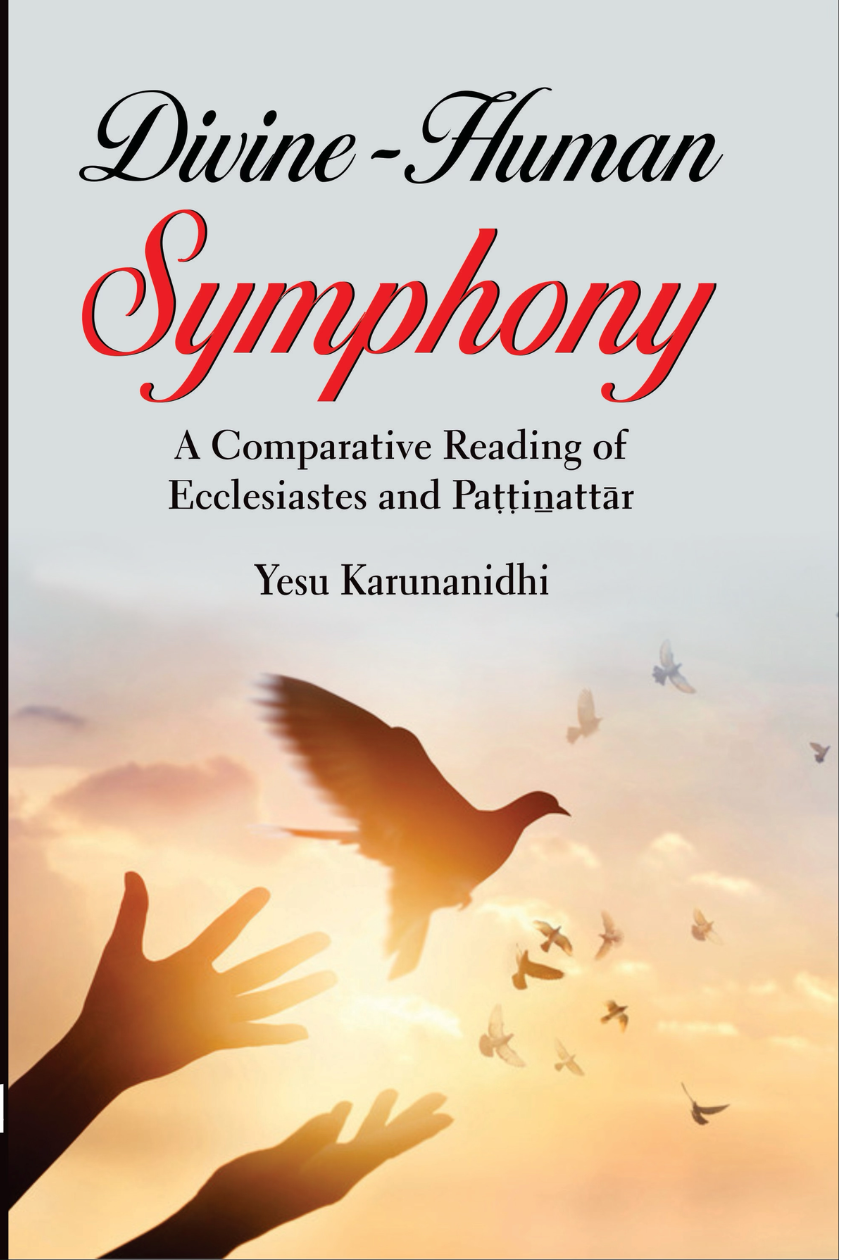 Divine-Human
Symphony
A Comparative Reading of
Ecclesiastes and Paṭṭiṉattār
Yesu Karunanidhi